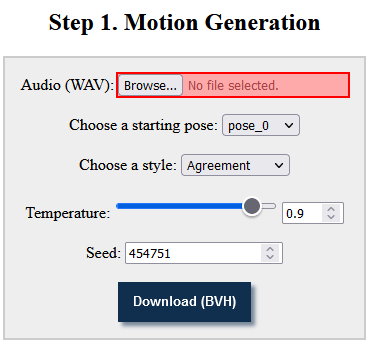 Step 1. Motion Generation
Audio (WAV): Browse... No file selected.
Choose a starting pose: pose_0
Choose a style: Agreement
Temperature: 0.9
Seed: 454751
Download (BVH)